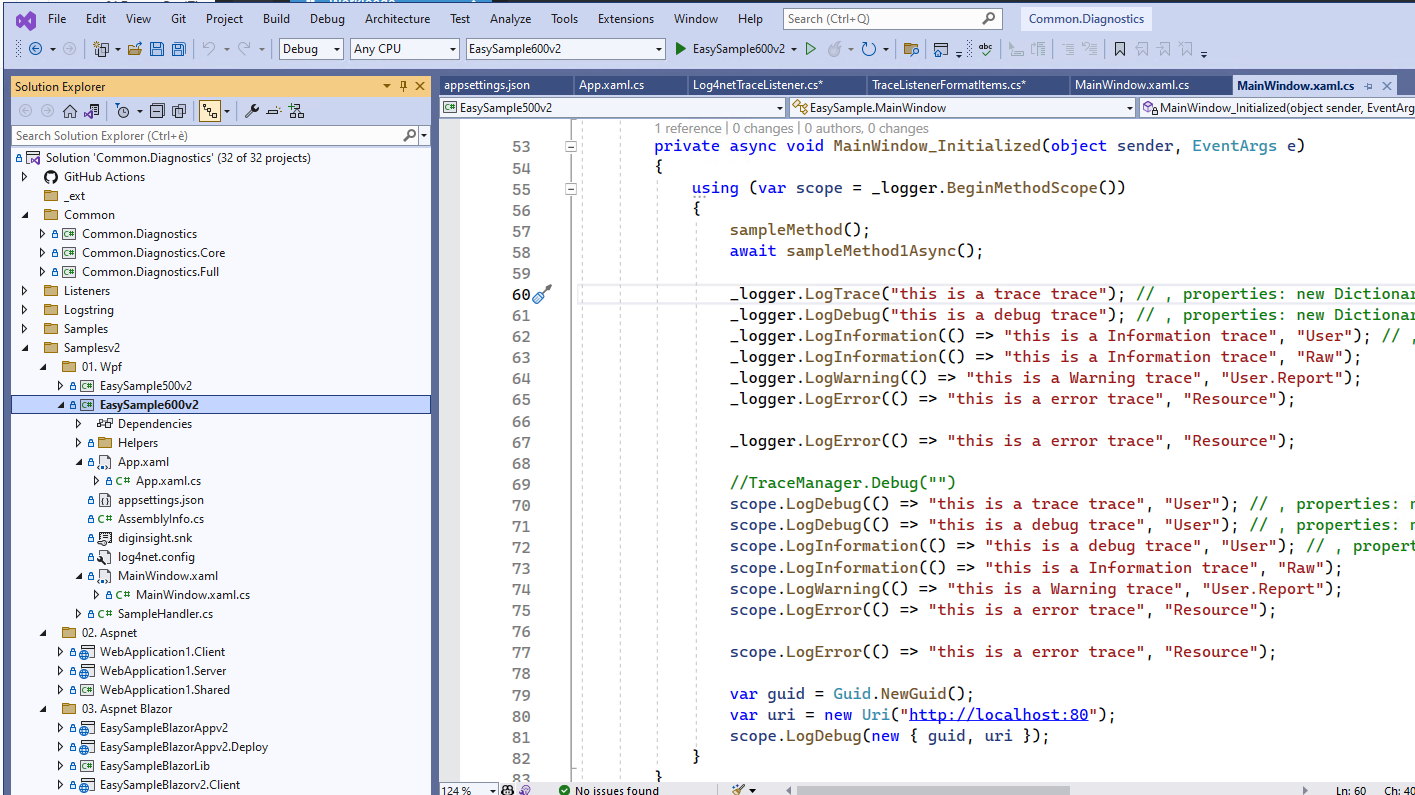 File Edit View Git Project Build Debug Architecture Test Analyze Tools Extensions Window Help Search (Ctrl+Q) Common.Diagnostics
Debug Any CPU EasySample600v2 EasySample600v2
Solution Explorer
Search Solution Explorer (Ctrl+è)
Solution 'Common.Diagnostics' (32 of 32 projects)
GitHub Actions
_ext
Common
C# Common.Diagnostics
C# Common.Diagnostics.Core
C# Common.Diagnostics.Full
Listeners
Logstring
Samples
Samplesv2
01. Wpf
C# EasySample500v2
C# EasySample600v2
Dependencies
Helpers
App.xaml
C# App.xaml.cs
appsettings.json
C# AssemblyInfo.cs
diginsight.snk
log4net.config
MainWindow.xaml
C# MainWindow.xaml.cs
C# SampleHandler.cs
02. Aspnet
WebApplication1.Client
WebApplication1.Server
C# WebApplication1.Shared
03. Aspnet Blazor
EasySampleBlazorAppv2
EasySampleBlazorAppv2.Deploy
C# EasySampleBlazorLib
EasySampleBlazorv2.Client
appsettings.json App.xaml.cs Log4netTraceListener.cs* TraceListenerFormatItems.cs* MainWindow.xaml.cs MainWindow.xaml.cs
C# EasySample500v2 EasySample.MainWindow MainWindow_Initialized(object sender, EventArg
1 reference | 0 changes | 0 authors, 0 changes
53 private async void MainWindow_Initialized(object sender, EventArgs e)
54 {
55 using (var scope = _logger.BeginMethodScope())
56 {
57 sampleMethod();
58 await sampleMethod1Async();
59
60 _logger.LogTrace("this is a trace trace"); // , properties: new Dictionar
61 _logger.LogDebug("this is a debug trace"); // , properties: new Dictionar
62 _logger.LogInformation(() => "this is a Information trace", "User"); // ,
63 _logger.LogInformation(() => "this is a Information trace", "Raw");
64 _logger.LogWarning(() => "this is a Warning trace", "User.Report");
65 _logger.LogError(() => "this is a error trace", "Resource");
66
67 _logger.LogError(() => "this is a error trace", "Resource");
68
69 //TraceManager.Debug("")
70 scope.LogDebug(() => "this is a trace trace", "User"); // , properties: n
71 scope.LogDebug(() => "this is a debug trace", "User"); // , properties: n
72 scope.LogInformation(() => "this is a debug trace", "User"); // , propert
73 scope.LogInformation(() => "this is a Information trace", "Raw");
74 scope.LogWarning(() => "this is a Warning trace", "User.Report");
75 scope.LogError(() => "this is a error trace", "Resource");
76
77 scope.LogError(() => "this is a error trace", "Resource");
78
79 var guid = Guid.NewGuid();
80 var uri = new Uri("http://localhost:80");
81 scope.LogDebug(new { guid, uri });
82 }
83 }
124 % No issues found Ln: 60 Ch: 40